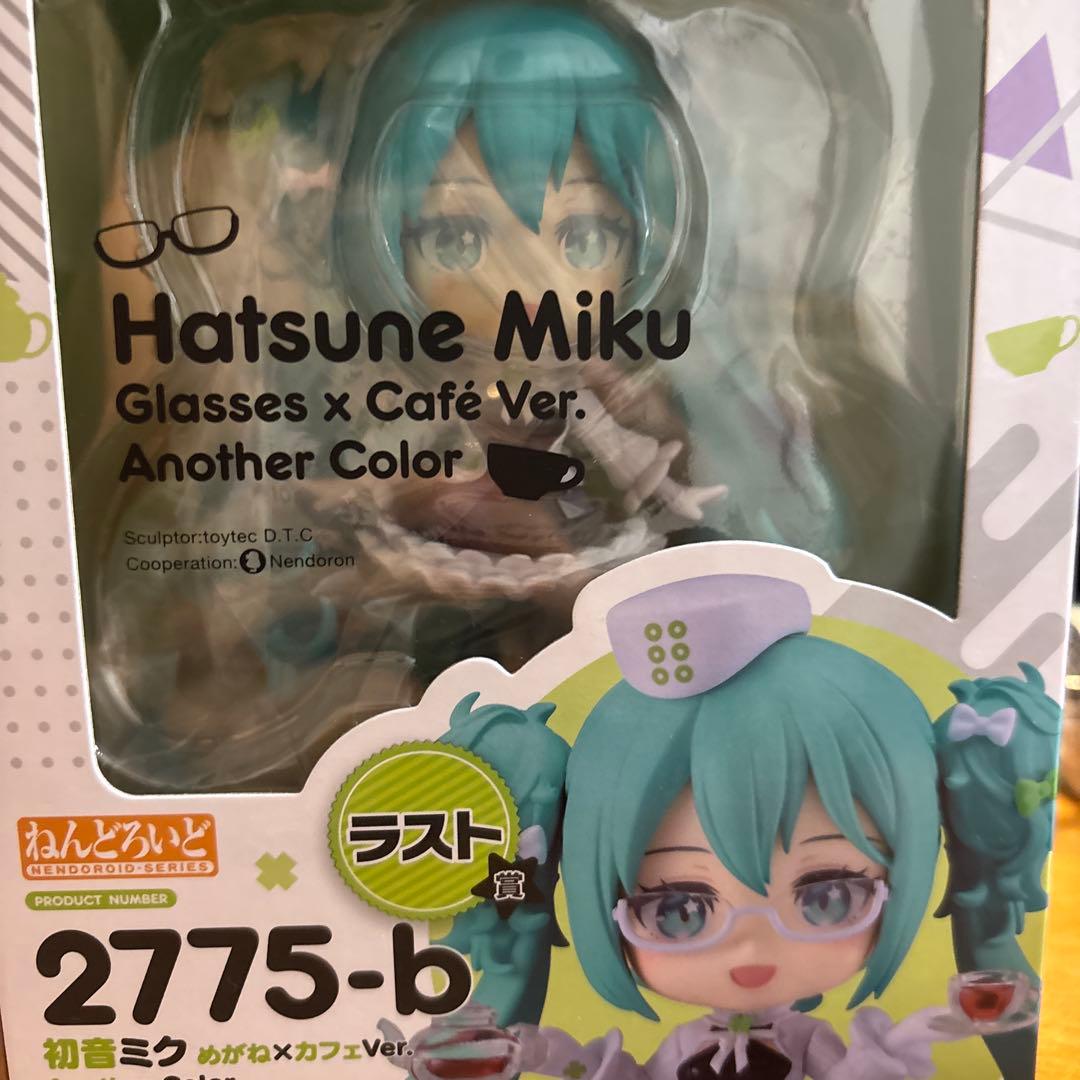 Hatsune Miku
Glasses x Café Ver.
Another Color
Sculptor:toytec D.T.C
Cooperation: Nendoron
ラスト
賞
ねんどろいど
NENDOROID-SERIES
PRODUCT NUMBER
2775-b
初音ミク めがね×カフェVer.
Another Color